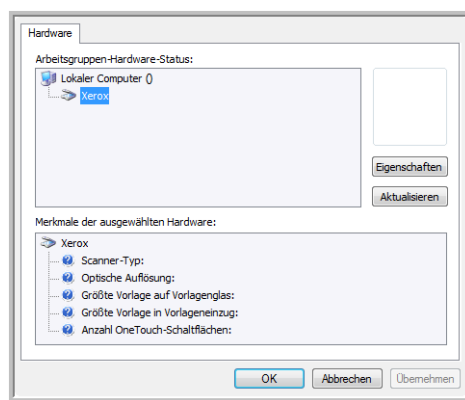 Hardware
Arbeitsgruppen-Hardware-Status:
Lokaler Computer ()
Xerox
Eigenschaften
Aktualisieren
Merkmale der ausgewählten Hardware:
Xerox
Scanner-Typ:
Optische Auflösung:
Größte Vorlage auf Vorlagenglas:
Größte Vorlage in Vorlageneinzug:
Anzahl OneTouch-Schaltflächen:
OK Abbrechen Übernehmen